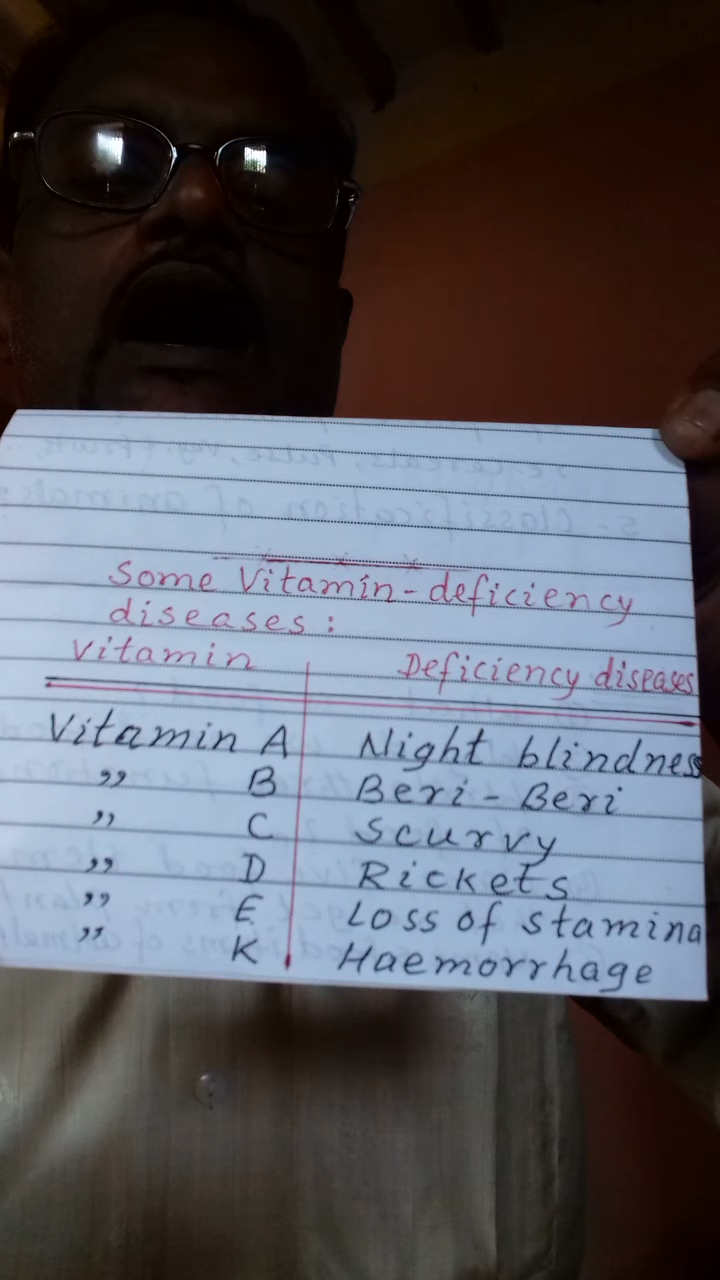 Some Vitamin-deficiency
diseases:
Vitamin Deficiency diseases
Vitamin A Night blindness
,, B Beri-Beri
,, C Scurvy
,, D Rickets
,, E Loss of stamina
,, K Haemorrhage